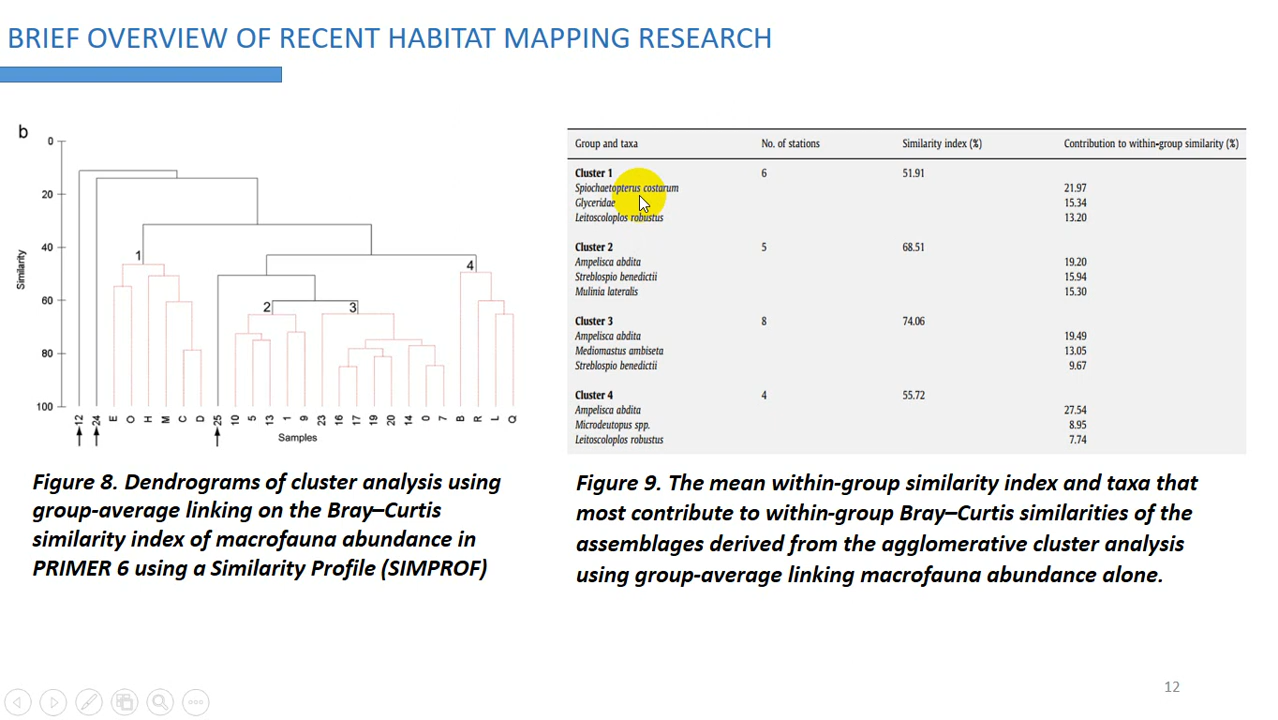 BRIEF OVERVIEW OF RECENT HABITAT MAPPING RESEARCH
b
Similarity
0
20
40
60
80
100
1
2
3
4
12 24 E O H M C D 25 10 5 13 1 9 23 16 17 19 20 14 0 7 B R L Q
Samples
Figure 8. Dendrograms of cluster analysis using
group-average linking on the Bray–Curtis
similarity index of macrofauna abundance in
PRIMER 6 using a Similarity Profile (SIMPROF)
Group and taxa No. of stations Similarity index (%) Contribution to within-group similarity (%)
Cluster 1 6 51.91
Spiochaetopterus costarum 21.97
Glyceridae 15.34
Leitoscoloplos robustus 13.20
Cluster 2 5 68.51
Ampelisca abdita 19.20
Streblospio benedictii 15.94
Mulinia lateralis 15.30
Cluster 3 8 74.06
Ampelisca abdita 19.49
Mediomastus ambiseta 13.05
Streblospio benedictii 9.67
Cluster 4 4 55.72
Ampelisca abdita 27.54
Microdeutopus spp. 8.95
Leitoscoloplos robustus 7.74
Figure 9. The mean within-group similarity index and taxa that
most contribute to within-group Bray–Curtis similarities of the
assemblages derived from the agglomerative cluster analysis
using group-average linking macrofauna abundance alone.
12